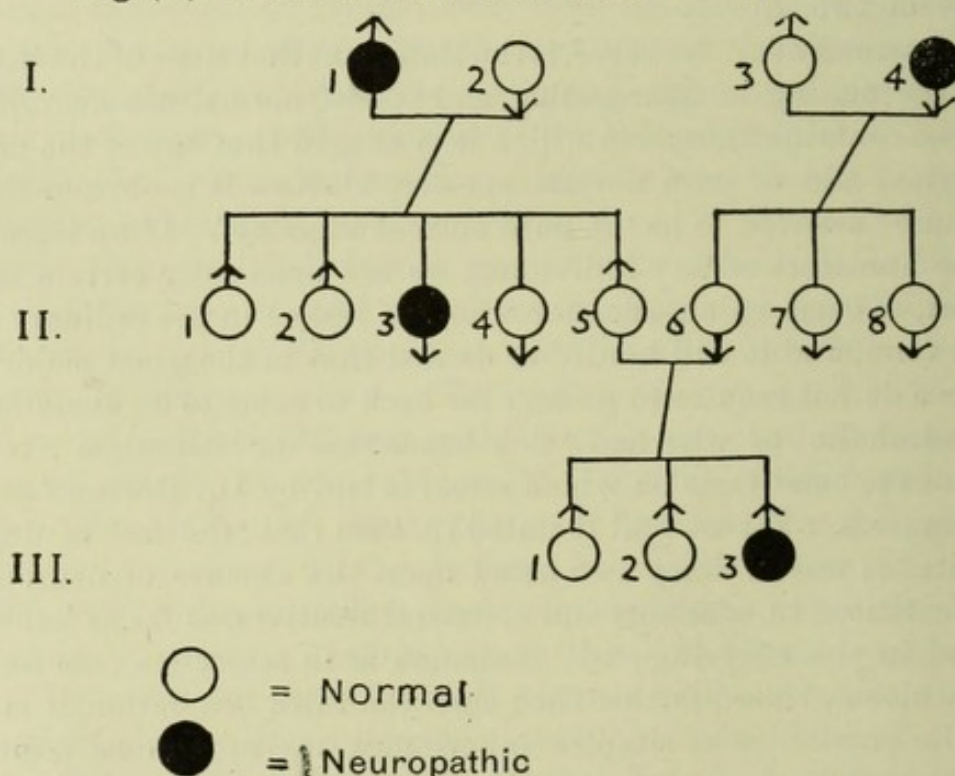 I. 1 2 3 4
II. 1 2 3 4 5 6 7 8
III. 1 2 3
= Normal
= Neuropathic